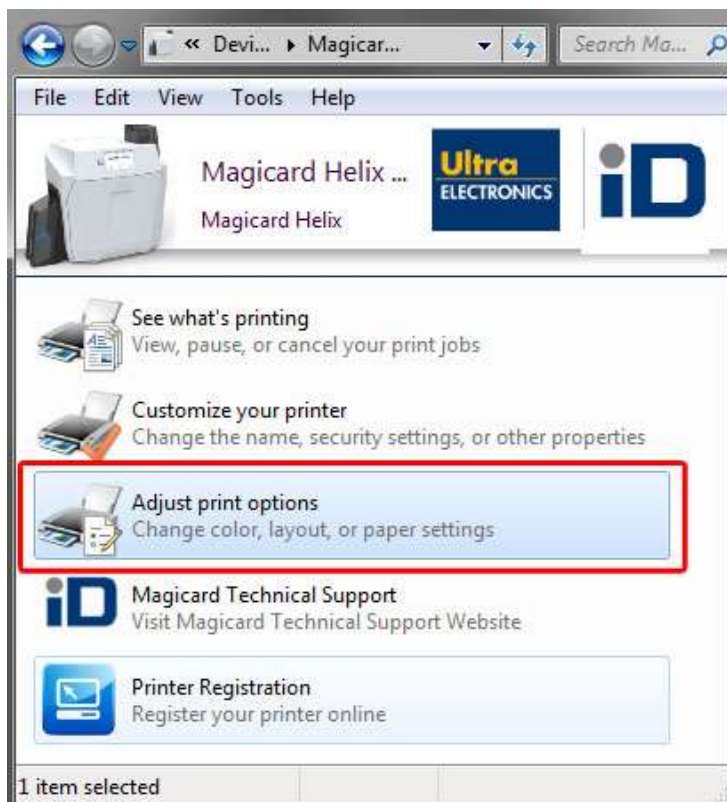 « Devi... ▸ Magicar... Search Ma...
File Edit View Tools Help
Magicard Helix ...
Magicard Helix
Ultra
ELECTRONICS
iD
See what's printing
View, pause, or cancel your print jobs
Customize your printer
Change the name, security settings, or other properties
Adjust print options
Change color, layout, or paper settings
iD
Magicard Technical Support
Visit Magicard Technical Support Website
Printer Registration
Register your printer online
1 item selected